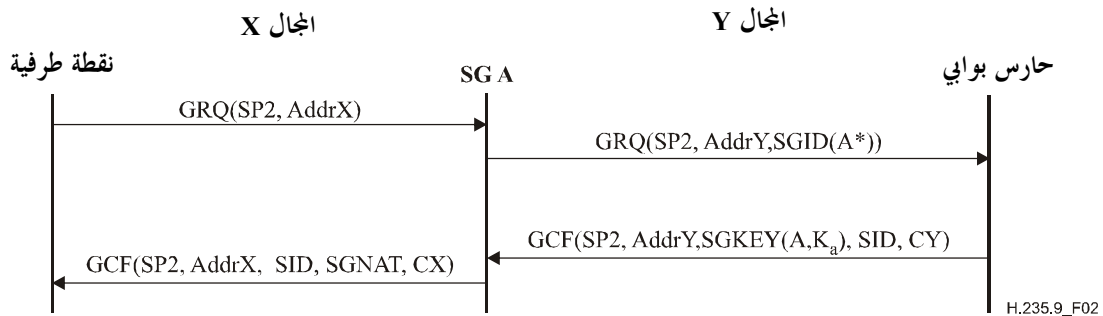 المجال X
المجال Y
نقطة طرفية
SG A
حارس بوابي
GRQ(SP2, AddrX)
GRQ(SP2, AddrY,SGID(A*))
GCF(SP2, AddrY,SGKEY(A,Ka), SID, CY)
GCF(SP2, AddrX, SID, SGNAT, CX)
H.235.9_F02